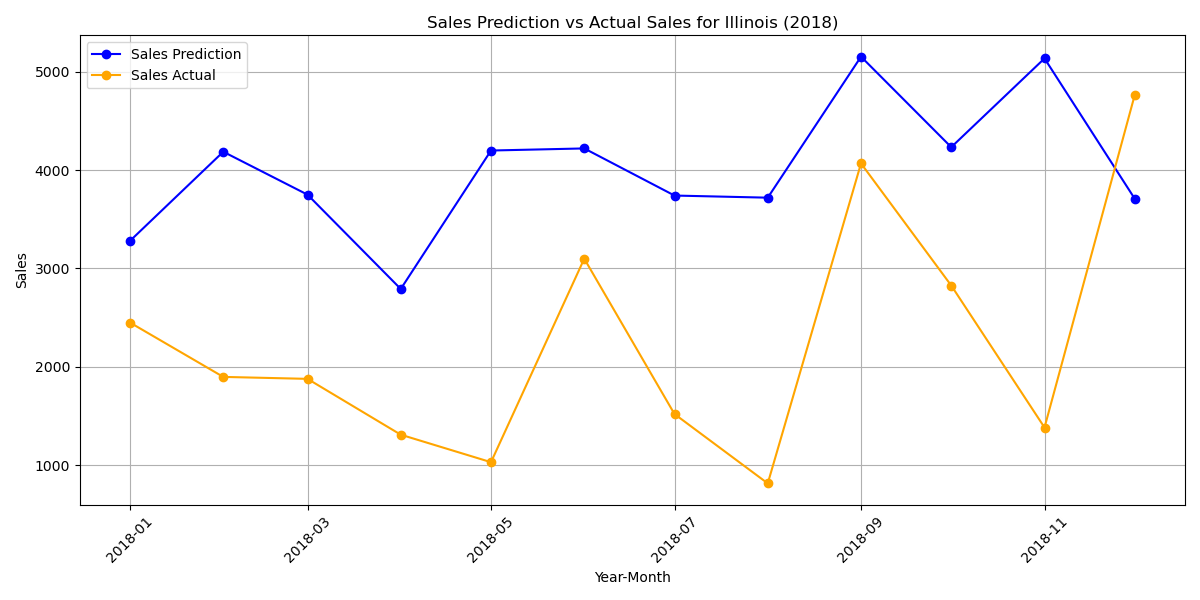 Sales Prediction vs Actual Sales for Illinois (2018)
Sales Prediction
Sales Actual
5000
4000
3000
2000
1000
Sales
2018-01
2018-03
2018-05
2018-07
2018-09
2018-11
Year-Month